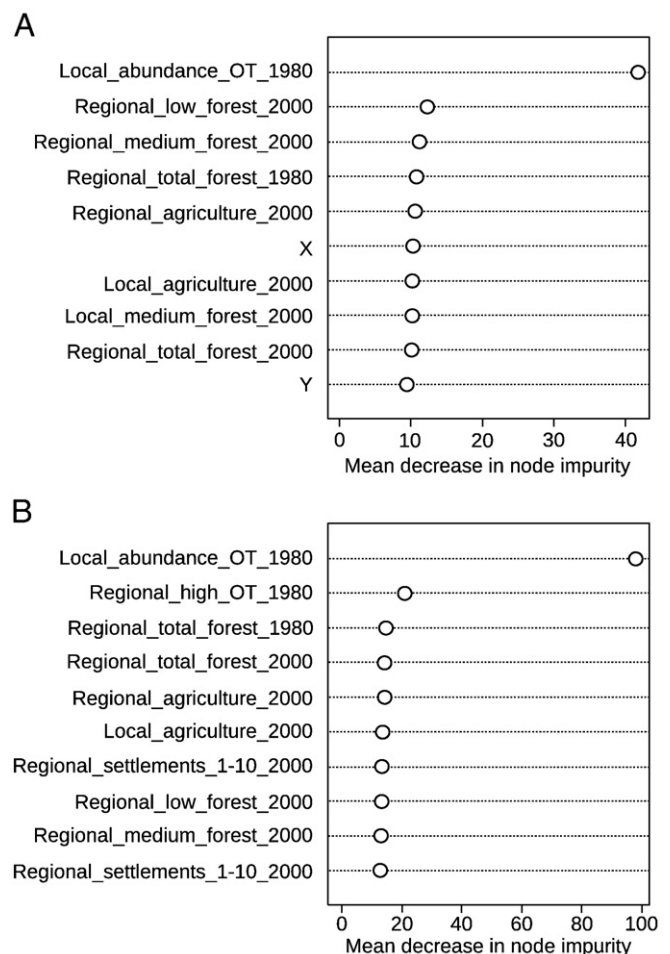 A
Local_abundance_OT_1980
Regional_low_forest_2000
Regional_medium_forest_2000
Regional_total_forest_1980
Regional_agriculture_2000
X
Local_agriculture_2000
Local_medium_forest_2000
Regional_total_forest_2000
Y
0 10 20 30 40
Mean decrease in node impurity
B
Local_abundance_OT_1980
Regional_high_OT_1980
Regional_total_forest_1980
Regional_total_forest_2000
Regional_agriculture_2000
Local_agriculture_2000
Regional_settlements_1-10_2000
Regional_low_forest_2000
Regional_medium_forest_2000
Regional_settlements_1-10_2000
0 20 40 60 80 100
Mean decrease in node impurity